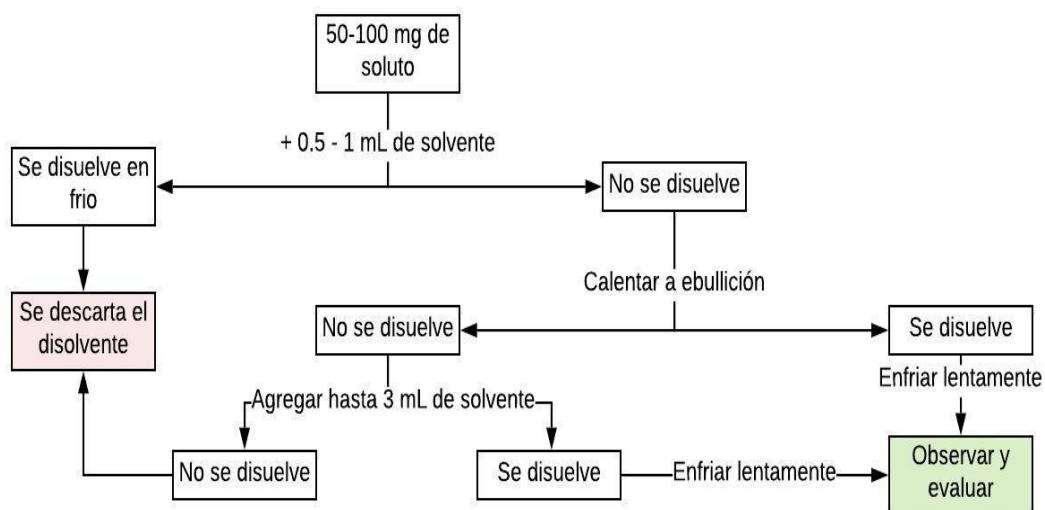 50-100 mg de
soluto
+ 0.5 - 1 mL de solvente
Se disuelve en
frio
No se disuelve
Calentar a ebullición
Se descarta el
disolvente
No se disuelve
Se disuelve
Enfriar lentamente
Agregar hasta 3 mL de solvente
No se disuelve
Se disuelve
Enfriar lentamente
Observar y
evaluar